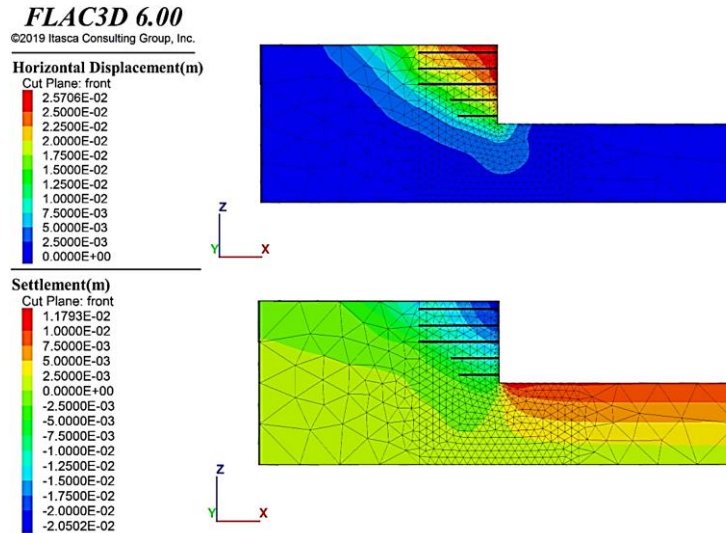 FLAC3D 6.00
©2019 Itasca Consulting Group, Inc.
Horizontal Displacement(m)
Cut Plane: front
2.5706E-02
2.5000E-02
2.2500E-02
2.0000E-02
1.7500E-02
1.5000E-02
1.2500E-02
1.0000E-02
7.5000E-03
5.0000E-03
2.5000E-03
0.0000E+00
Z
Y
X
Settlement(m)
Cut Plane: front
1.1793E-02
1.0000E-02
7.5000E-03
5.0000E-03
2.5000E-03
0.0000E+00
-2.5000E-03
-5.0000E-03
-7.5000E-03
-1.0000E-02
-1.2500E-02
-1.5000E-02
-1.7500E-02
-2.0000E-02
-2.0502E-02
Z
Y
X